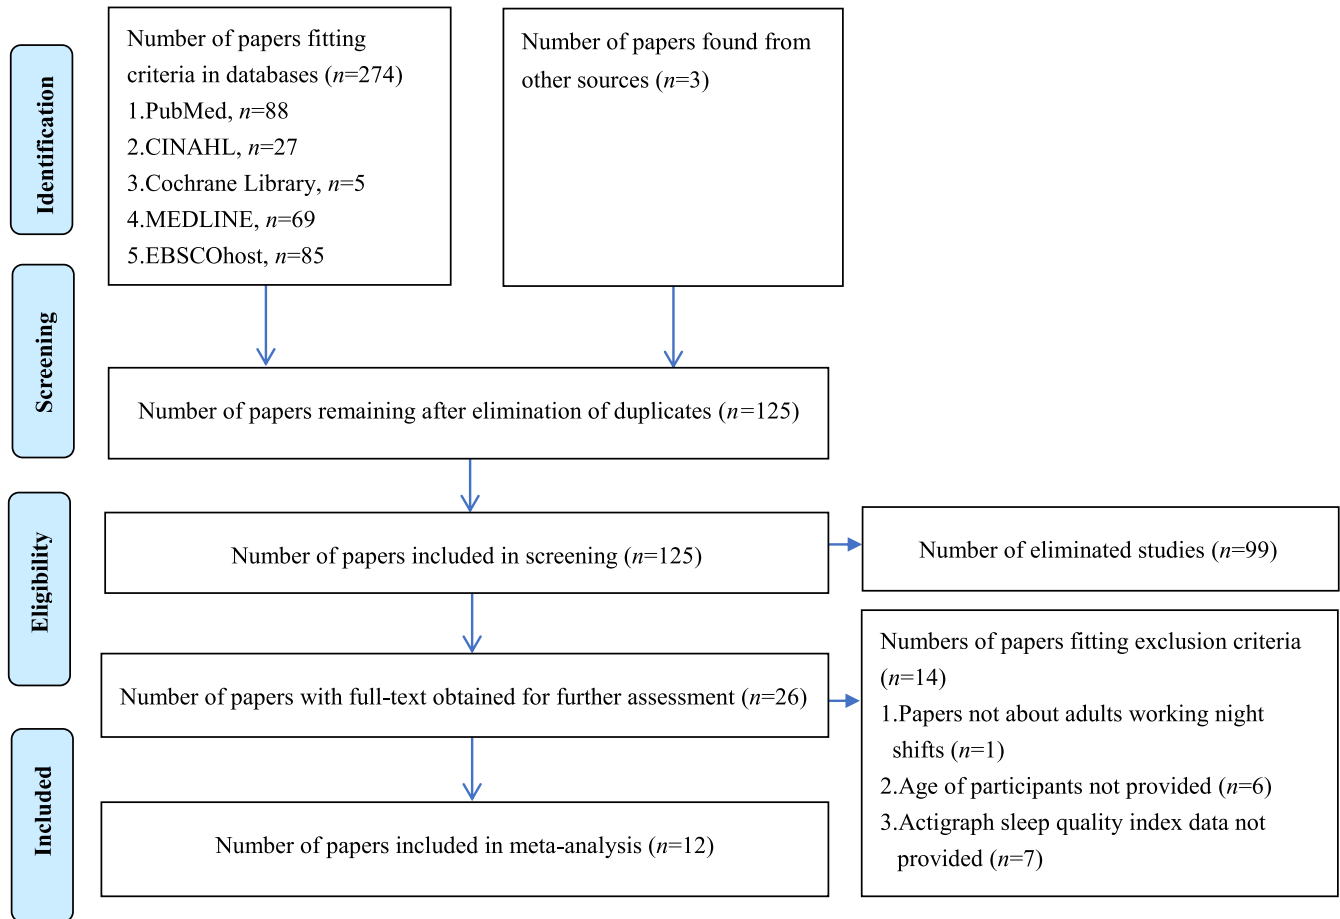 Identification
Number of papers fitting
criteria in databases (n=274)
1.PubMed, n=88
2.CINAHL, n=27
3.Cochrane Library, n=5
4.MEDLINE, n=69
5.EBSCOhost, n=85
Number of papers found from
other sources (n=3)
Screening
Number of papers remaining after elimination of duplicates (n=125)
Eligibility
Number of papers included in screening (n=125)
Number of eliminated studies (n=99)
Number of papers with full-text obtained for further assessment (n=26)
Numbers of papers fitting exclusion criteria
(n=14)
1.Papers not about adults working night
shifts (n=1)
2.Age of participants not provided (n=6)
3.Actigraph sleep quality index data not
provided (n=7)
Included
Number of papers included in meta-analysis (n=12)